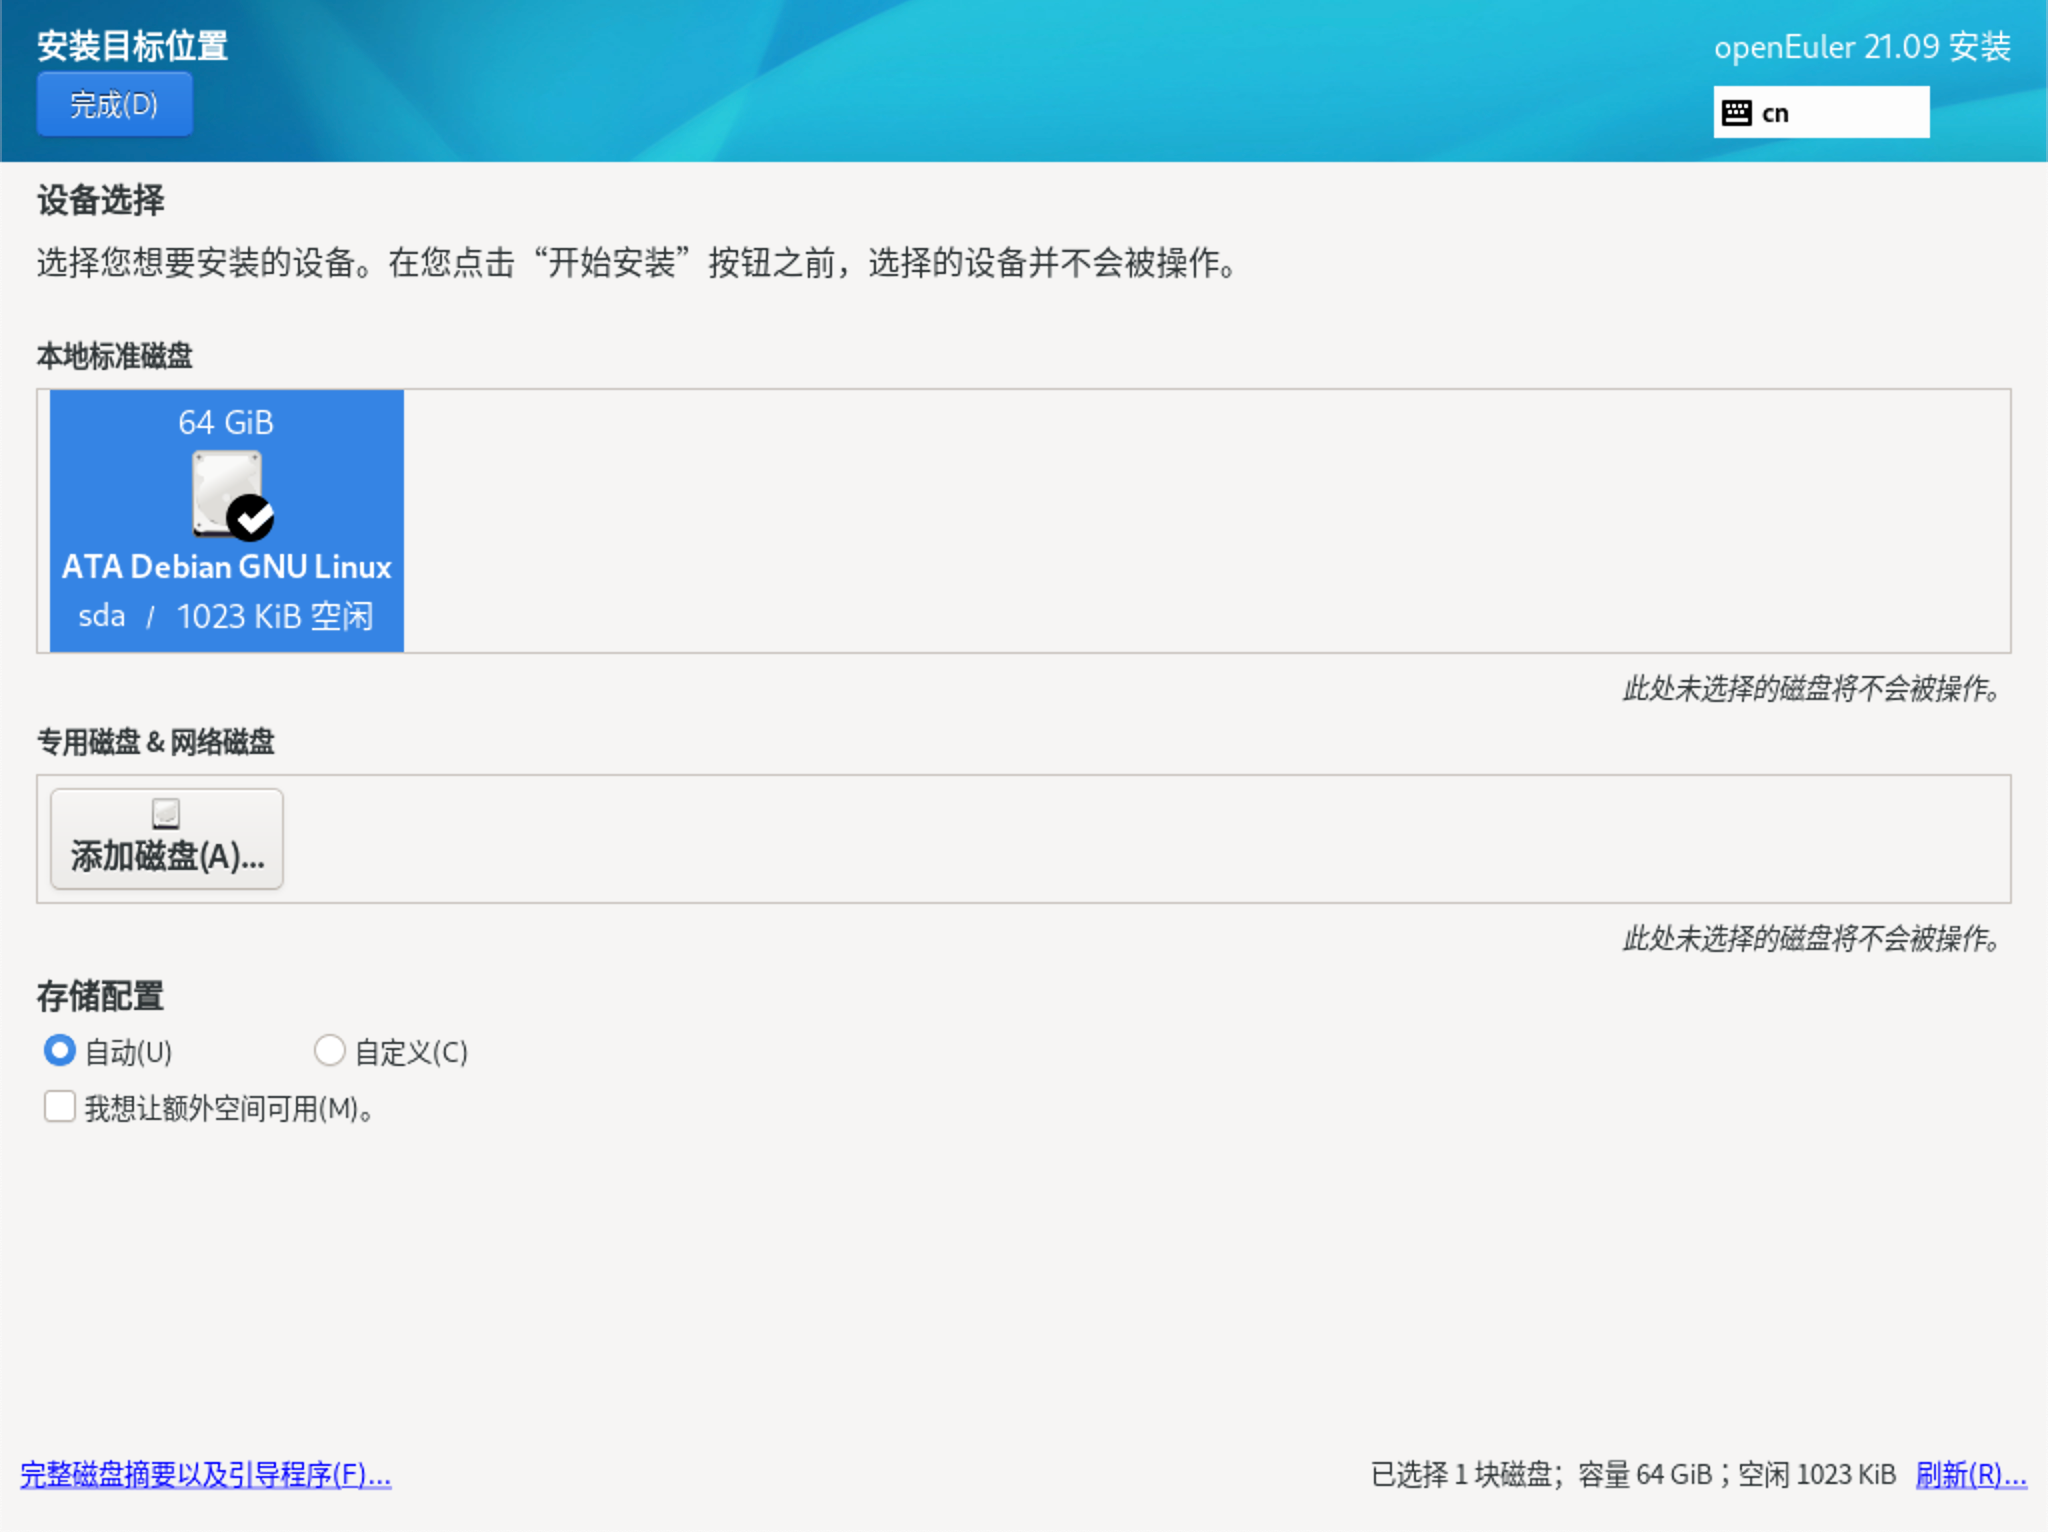 安装目标位置
openEuler 21.09 安装
完成(D)
cn
设备选择
选择您想要安装的设备。在您点击“开始安装”按钮之前，选择的设备并不会被操作。
本地标准磁盘
64 GiB
ATA Debian GNU Linux
sda / 1023 KiB 空闲
此处未选择的磁盘将不会被操作。
专用磁盘 & 网络磁盘
添加磁盘(A)...
此处未选择的磁盘将不会被操作。
存储配置
自动(U) 自定义(C)
我想让额外空间可用(M)。
完整磁盘摘要以及引导程序(F)... 已选择 1 块磁盘；容量 64 GiB；空闲 1023 KiB 刷新(R)...